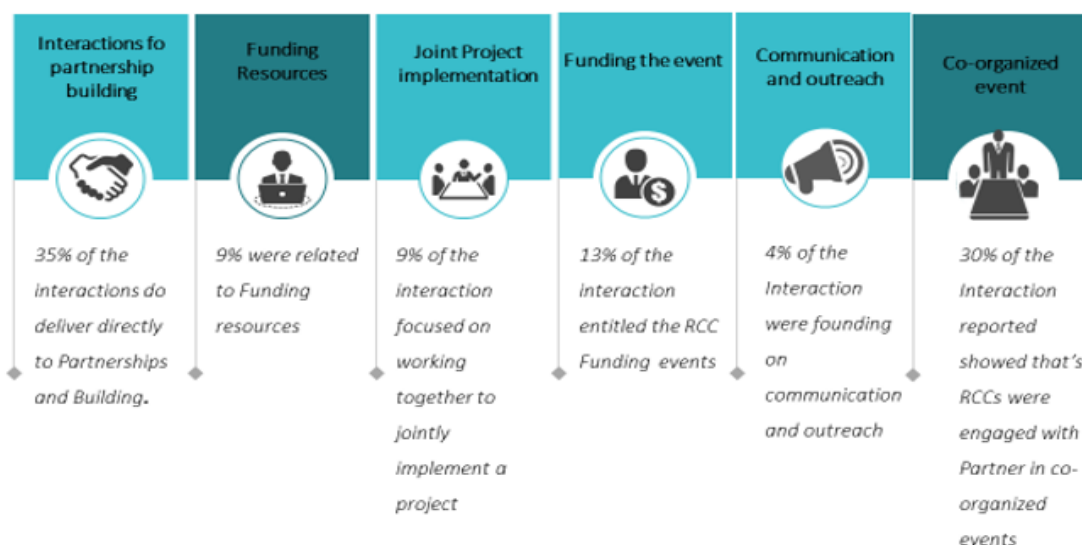 Interactions fo
partnership
building
35% of the
interactions do
deliver directly
to Partnerships
and Building.
Funding
Resources
9% were related
to Funding
resources
Joint Project
implementation
9% of the
interaction
focused on
working
together to
jointly
implement a
project
Funding the event
$
13% of the
interaction
entitled the RCC
Funding events
Communication
and outreach
4% of the
Interaction
were founding
on
communication
and outreach
Co-organized
event
30% of the
Interaction
reported
showed that's
RCCs were
engaged with
Partner in co-
organized
events